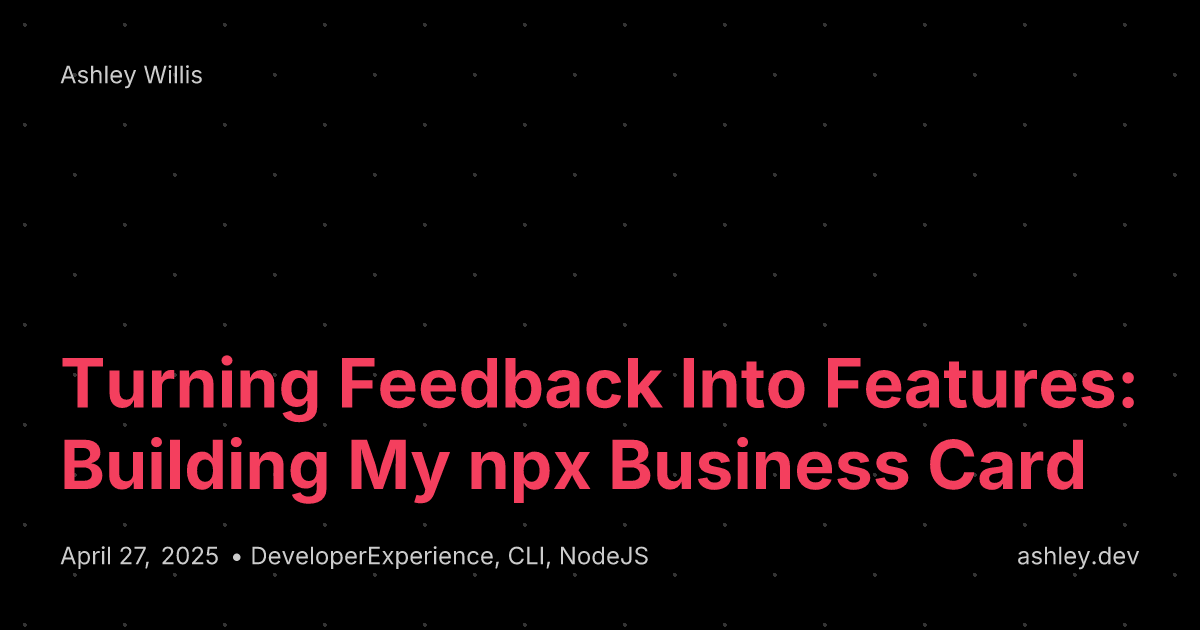 Ashley Willis
Turning Feedback Into Features:
Building My npx Business Card
April 27, 2025 • DeveloperExperience, CLI, NodeJS
ashley.dev